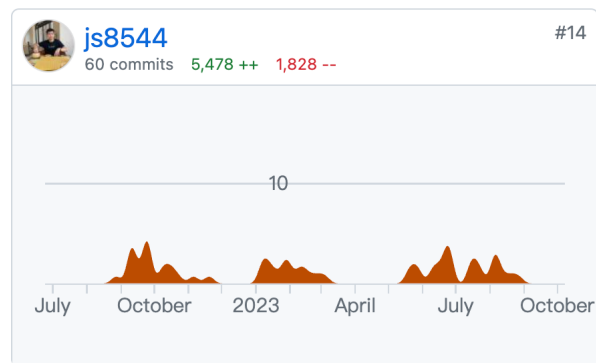 js8544
#14
60 commits 5,478 ++ 1,828 --
10
July October 2023 April July October